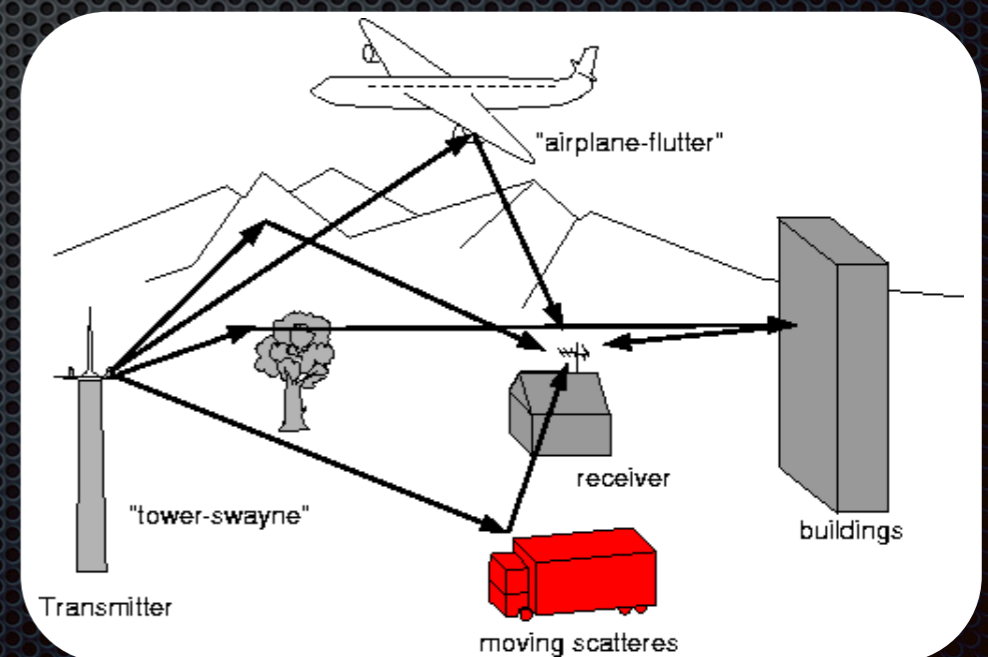 "airplane-flutter"
receiver
"tower-swayne"
buildings
Transmitter
moving scatteres